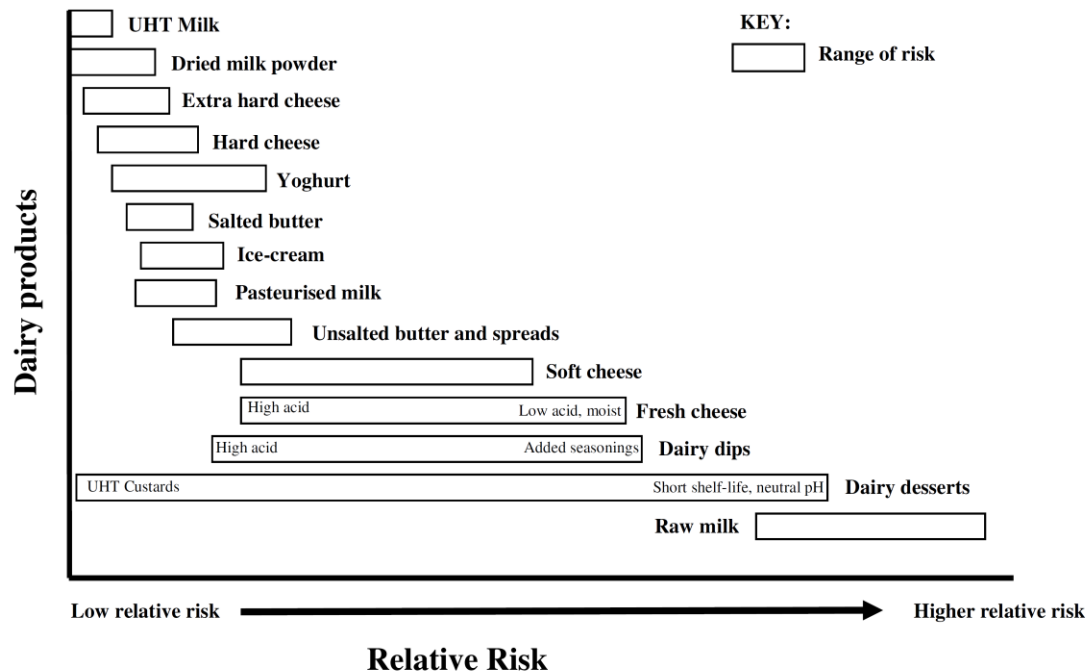 UHT Milk
KEY:
Dried milk powder
Range of risk
Extra hard cheese
Hard cheese
Yoghurt
Salted butter
Ice-cream
Pasteurised milk
Unsalted butter and spreads
Soft cheese
High acid
Low acid, moist
Fresh cheese
High acid
Added seasonings
Dairy dips
UHT Custards
Short shelf-life, neutral pH
Dairy desserts
Raw milk
Dairy products
Low relative risk
Higher relative risk
Relative Risk